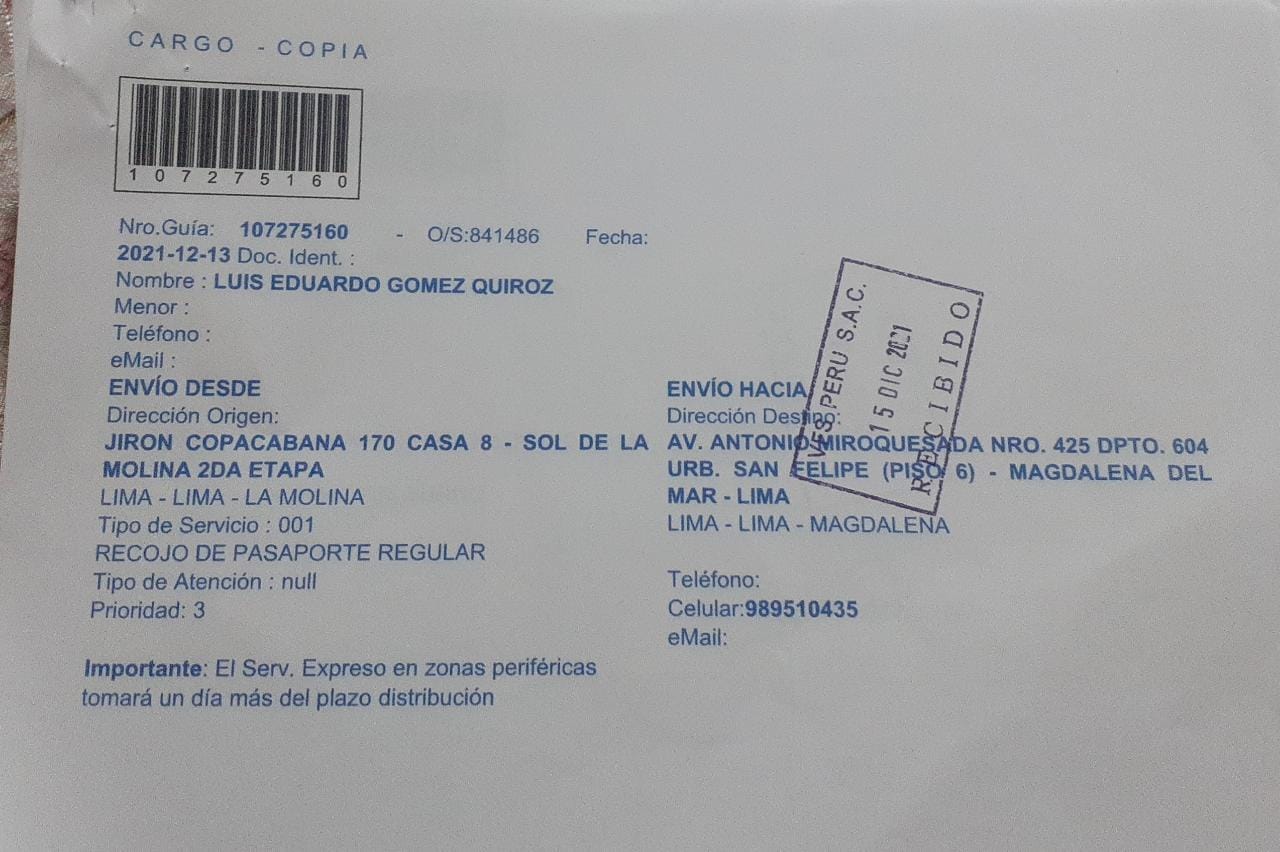 CARGO - COPIA
107275160
Nro.Guía: 107275160 - O/S:841486 Fecha:
2021-12-13 Doc. Ident. :
Nombre : LUIS EDUARDO GOMEZ QUIROZ
Menor :
Teléfono :
eMail :
ENVÍO DESDE
Dirección Origen:
JIRON COPACABANA 170 CASA 8 - SOL DE LA
MOLINA 2DA ETAPA
LIMA - LIMA - LA MOLINA
Tipo de Servicio : 001
RECOJO DE PASAPORTE REGULAR
Tipo de Atención : null
Prioridad: 3
Importante: El Serv. Expreso en zonas periféricas
tomará un día más del plazo distribución
ENVÍO HACIA
Dirección Destino:
AV. ANTONIO MIROQUESADA NRO. 425 DPTO. 604
URB. SAN FELIPE (PISO 6) - MAGDALENA DEL
MAR - LIMA
LIMA - LIMA - MAGDALENA
Teléfono:
Celular:989510435
eMail:
VFS PERU S.A.C.
15 DIC 2021
RECIBIDO